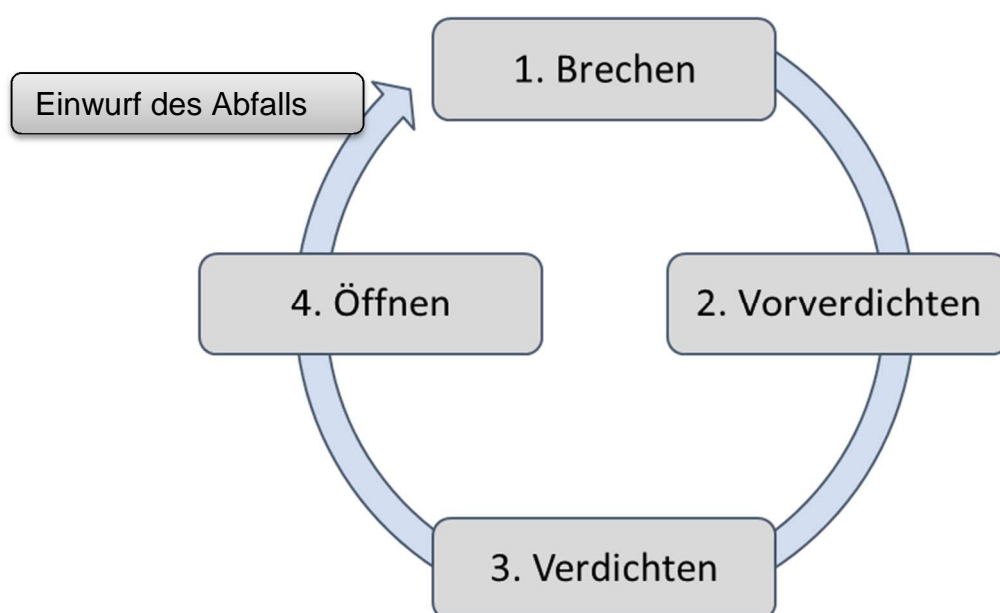 Einwurf des Abfalls
1. Brechen
2. Vorverdichten
3. Verdichten
4. Öffnen